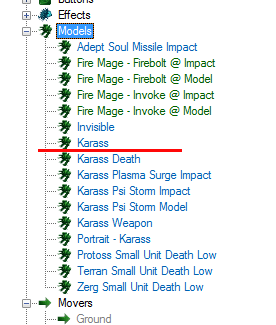 Effects
Models
Adept Soul Missile Impact
Fire Mage - Firebolt @ Impact
Fire Mage - Firebolt @ Model
Fire Mage - Invoke @ Impact
Fire Mage - Invoke @ Model
Invisible
Karass
Karass Death
Karass Plasma Surge Impact
Karass Psi Storm Impact
Karass Psi Storm Model
Karass Weapon
Portrait - Karass
Protoss Small Unit Death Low
Terran Small Unit Death Low
Zerg Small Unit Death Low
Movers
Ground